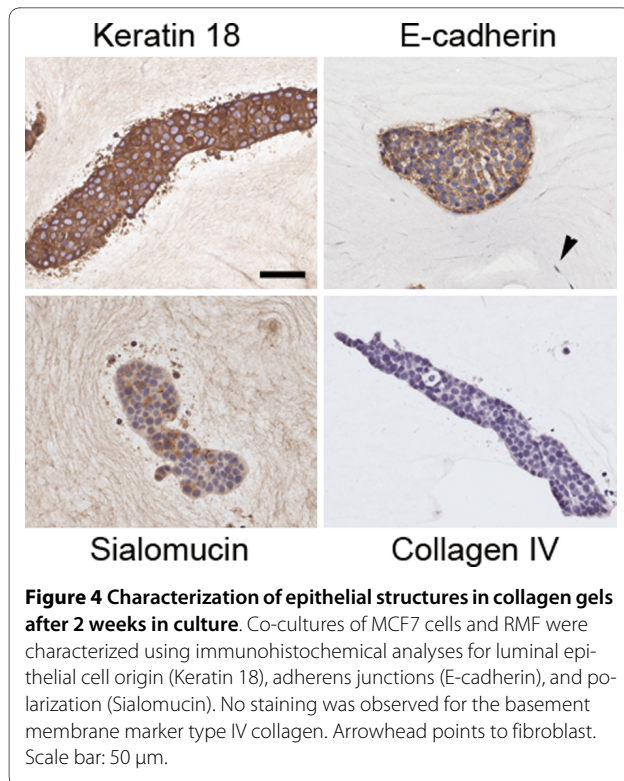 Keratin 18 E-cadherin
Sialomucin Collagen IV
Figure 4 Characterization of epithelial structures in collagen gels
after 2 weeks in culture. Co-cultures of MCF7 cells and RMF were
characterized using immunohistochemical analyses for luminal epi-
thelial cell origin (Keratin 18), adherens junctions (E-cadherin), and po-
larization (Sialomucin). No staining was observed for the basement
membrane marker type IV collagen. Arrowhead points to fibroblast.
Scale bar: 50 μm.